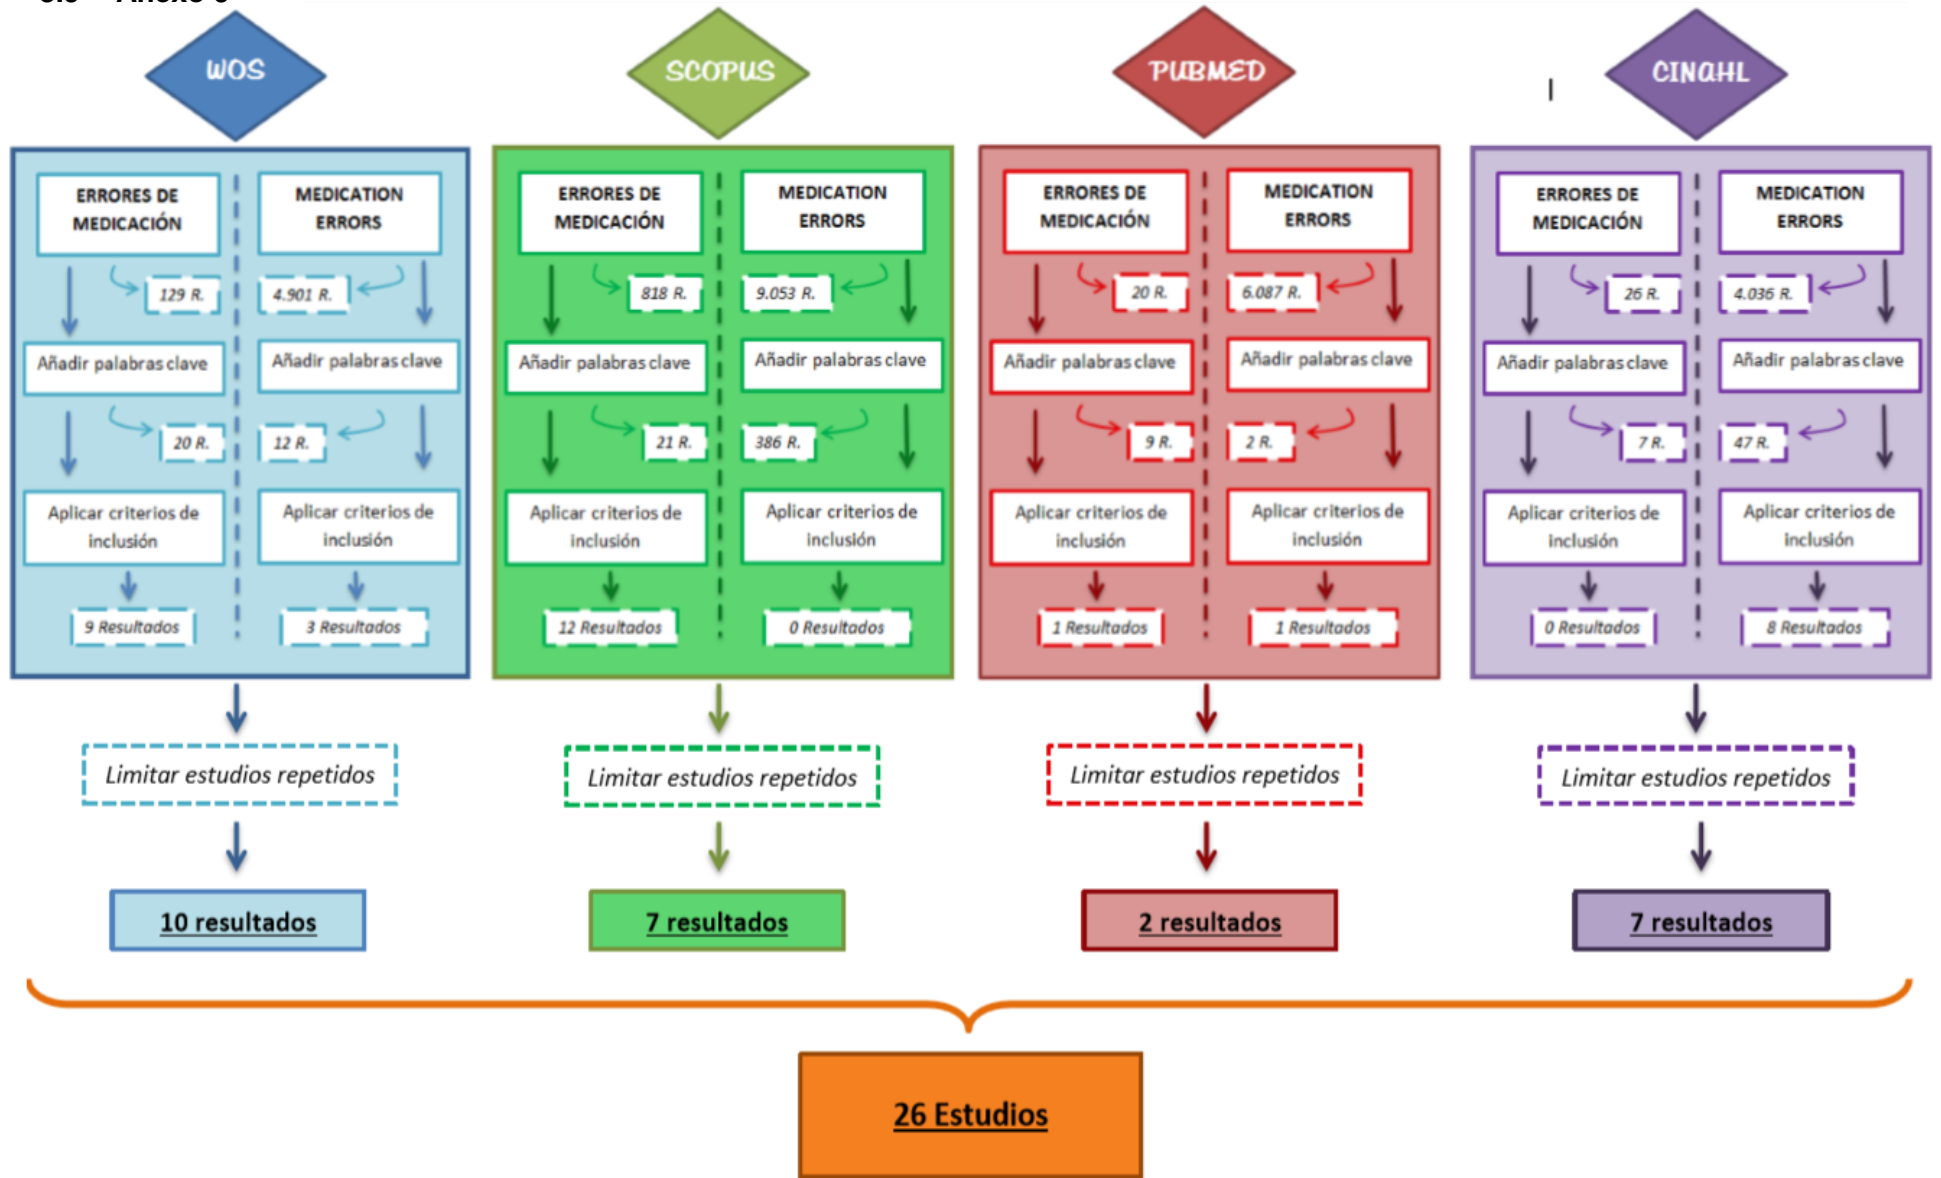 WOS
ERRORES DE
MEDICACIÓN
MEDICATION
ERRORS
129 R.
4.901 R.
Añadir palabras clave
Añadir palabras clave
20 R.
12 R.
Aplicar criterios de
inclusión
Aplicar criterios de
inclusión
9 Resultados
3 Resultados
Limitar estudios repetidos
10 resultados
SCOPUS
ERRORES DE
MEDICACIÓN
MEDICATION
ERRORS
818 R.
9.053 R.
Añadir palabras clave
Añadir palabras clave
21 R.
386 R.
Aplicar criterios de
inclusión
Aplicar criterios de
inclusión
12 Resultados
0 Resultados
Limitar estudios repetidos
7 resultados
PUBMED
ERRORES DE
MEDICACIÓN
MEDICATION
ERRORS
20 R.
6.087 R.
Añadir palabras clave
Añadir palabras clave
9 R.
2 R.
Aplicar criterios de
inclusión
Aplicar criterios de
inclusión
1 Resultados
1 Resultados
Limitar estudios repetidos
2 resultados
CINAHL
ERRORES DE
MEDICACIÓN
MEDICATION
ERRORS
26 R.
4.036 R.
Añadir palabras clave
Añadir palabras clave
7 R.
47 R.
Aplicar criterios de
inclusión
Aplicar criterios de
inclusión
0 Resultados
8 Resultados
Limitar estudios repetidos
7 resultados
26 Estudios